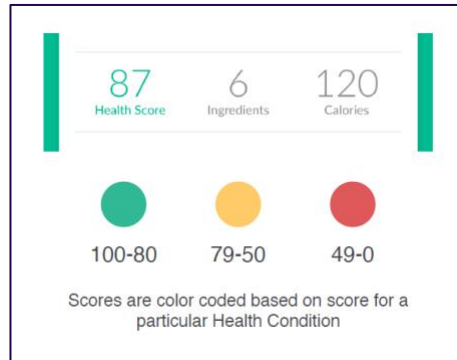 87 6 120
Health Score Ingredients Calories
100-80 79-50 49-0
Scores are color coded based on score for a
particular Health Condition